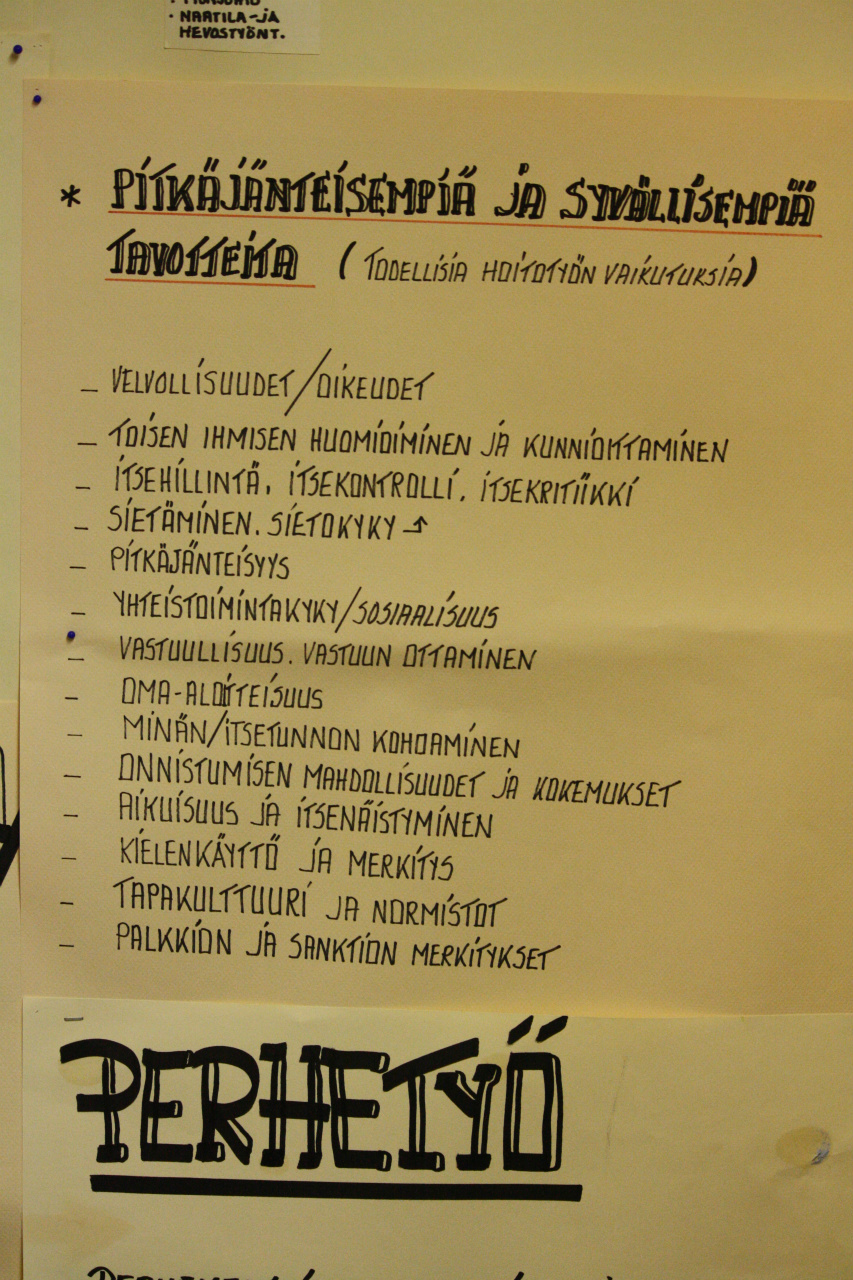 · NAATILA-JA
HEVOSTYÖNT.
* PITKÄJÄNTEISEMPIÄ JA SYVÄLLISEMPIÄ
TAVOTTEITA ( TODELLISIA HOITOTYÖN VAIKUTUKSIA)
_ VELVOLLISUUDET/OIKEUDET
_ TOISEN IHMISEN HUOMIOIMINEN JA KUNNIOITTAMINEN
_ ITSEHILLINTÄ, ITSEKONTROLLI, ITSEKRITIIKKI
_ SIETÄMINEN. SIETOKYKY ↑
_ PITKÄJÄNTEISYYS
_ YHTEISTOIMINTAKYKY/SOSIAALISUUS
_ VASTUULLISUUS. VASTUUN OTTAMINEN
_ OMA-ALOITTEISUUS
_ MINÄN/ITSETUNNON KOHOAMINEN
_ ONNISTUMISEN MAHDOLLISUUDET JA KOKEMUKSET
_ AIKUISUUS JA ITSENÄISTYMINEN
_ KIELENKÄYTTÖ JA MERKITYS
_ TAPAKULTTUURI JA NORMISTOT
_ PALKKION JA SANKTION MERKITYKSET
PERHETYÖ